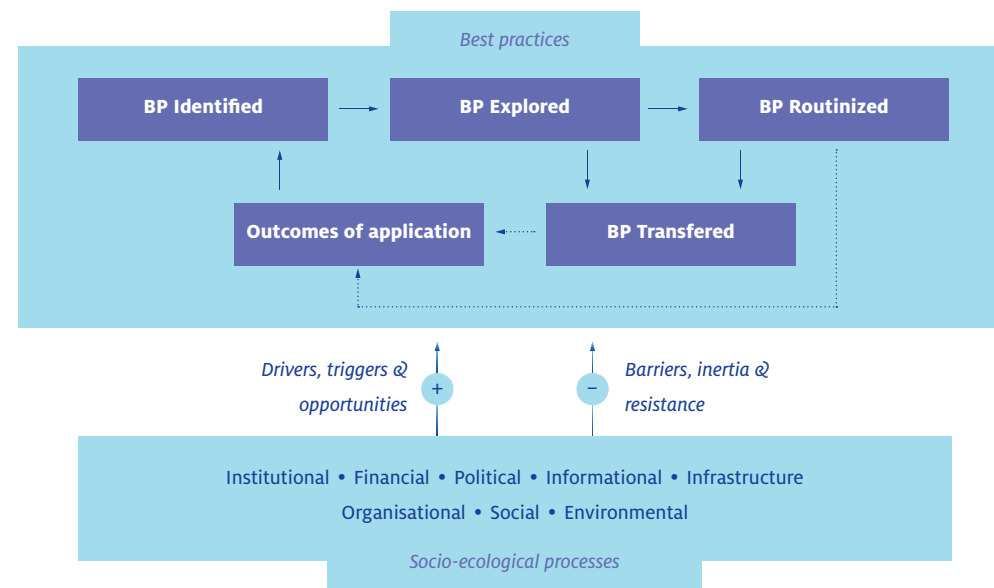 Best practices
BP Identified
BP Explored
BP Routinized
Outcomes of application
BP Transfered
Drivers, triggers &
opportunities
+
−
Barriers, inertia &
resistance
Institutional • Financial • Political • Informational • Infrastructure
Organisational • Social • Environmental
Socio-ecological processes